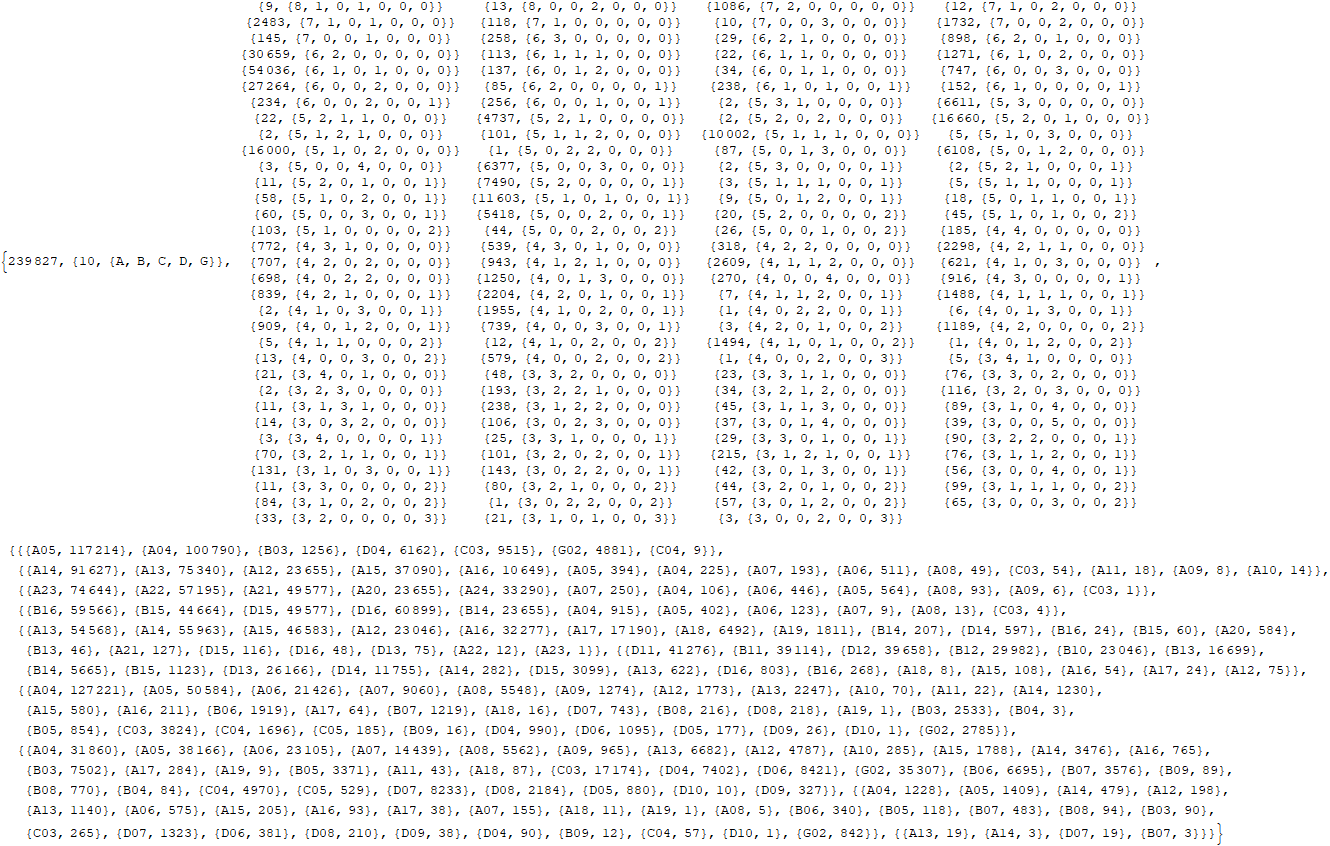 {9, {8, 1, 0, 1, 0, 0, 0}} {13, {8, 0, 0, 2, 0, 0, 0}} {1086, {7, 2, 0, 0, 0, 0, 0}} {12, {7, 1, 0, 2, 0, 0, 0}}
{2483, {7, 1, 0, 1, 0, 0, 0}} {118, {7, 1, 0, 0, 0, 0, 1}} {10, {7, 0, 0, 3, 0, 0, 0}} {1732, {7, 0, 0, 2, 0, 0, 0}}
{145, {7, 0, 0, 1, 0, 0, 1}} {258, {6, 3, 0, 0, 0, 0, 0}} {29, {6, 2, 1, 0, 0, 0, 0}} {898, {6, 2, 0, 1, 0, 0, 0}}
{30659, {6, 2, 0, 0, 0, 0, 0}} {113, {6, 1, 1, 1, 0, 0, 0}} {22, {6, 1, 1, 0, 0, 0, 0}} {1271, {6, 1, 0, 2, 0, 0, 0}}
{54036, {6, 1, 0, 1, 0, 0, 0}} {137, {6, 0, 1, 2, 0, 0, 0}} {34, {6, 0, 1, 1, 0, 0, 0}} {747, {6, 0, 0, 3, 0, 0, 0}}
{27264, {6, 0, 0, 2, 0, 0, 0}} {85, {6, 2, 0, 0, 0, 0, 1}} {238, {6, 1, 0, 1, 0, 0, 1}} {152, {6, 1, 0, 0, 0, 0, 1}}
{234, {6, 0, 0, 2, 0, 0, 1}} {256, {6, 0, 0, 1, 0, 0, 1}} {2, {5, 3, 1, 0, 0, 0, 0}} {6611, {5, 3, 0, 0, 0, 0, 0}}
{22, {5, 2, 1, 1, 0, 0, 0}} {4737, {5, 2, 1, 0, 0, 0, 0}} {2, {5, 2, 0, 2, 0, 0, 0}} {16660, {5, 2, 0, 1, 0, 0, 0}}
{2, {5, 1, 2, 1, 0, 0, 0}} {101, {5, 1, 1, 2, 0, 0, 0}} {10002, {5, 1, 1, 1, 0, 0, 0}} {5, {5, 1, 0, 3, 0, 0, 0}}
{16000, {5, 1, 0, 2, 0, 0, 0}} {1, {5, 0, 2, 2, 0, 0, 0}} {87, {5, 0, 1, 3, 0, 0, 0}} {6108, {5, 0, 1, 2, 0, 0, 0}}
{3, {5, 0, 0, 4, 0, 0, 0}} {6377, {5, 0, 0, 3, 0, 0, 0}} {2, {5, 3, 0, 0, 0, 0, 1}} {2, {5, 2, 1, 0, 0, 0, 1}}
{11, {5, 2, 0, 1, 0, 0, 1}} {7490, {5, 2, 0, 0, 0, 0, 1}} {3, {5, 1, 1, 1, 0, 0, 1}} {5, {5, 1, 1, 0, 0, 0, 1}}
{58, {5, 1, 0, 2, 0, 0, 1}} {11603, {5, 1, 0, 1, 0, 0, 1}} {9, {5, 0, 1, 2, 0, 0, 1}} {18, {5, 0, 1, 1, 0, 0, 1}}
{60, {5, 0, 0, 3, 0, 0, 1}} {5418, {5, 0, 0, 2, 0, 0, 1}} {20, {5, 2, 0, 0, 0, 0, 2}} {45, {5, 1, 0, 1, 0, 0, 2}}
{103, {5, 1, 0, 0, 0, 0, 2}} {44, {5, 0, 0, 2, 0, 0, 2}} {26, {5, 0, 0, 1, 0, 0, 2}} {185, {4, 4, 0, 0, 0, 0, 0}}
{772, {4, 3, 1, 0, 0, 0, 0}} {539, {4, 3, 0, 1, 0, 0, 0}} {318, {4, 2, 2, 0, 0, 0, 0}} {2298, {4, 2, 1, 1, 0, 0, 0}}
{239827, {10, {A, B, C, D, G}}, {707, {4, 2, 0, 2, 0, 0, 0}} {943, {4, 1, 2, 1, 0, 0, 0}} {2609, {4, 1, 1, 2, 0, 0, 0}} {621, {4, 1, 0, 3, 0, 0, 0}} ,
{698, {4, 0, 2, 2, 0, 0, 0}} {1250, {4, 0, 1, 3, 0, 0, 0}} {270, {4, 0, 0, 4, 0, 0, 0}} {916, {4, 3, 0, 0, 0, 0, 1}}
{839, {4, 2, 1, 0, 0, 0, 1}} {2204, {4, 2, 0, 1, 0, 0, 1}} {7, {4, 1, 1, 2, 0, 0, 1}} {1488, {4, 1, 1, 1, 0, 0, 1}}
{2, {4, 1, 0, 3, 0, 0, 1}} {1955, {4, 1, 0, 2, 0, 0, 1}} {1, {4, 0, 2, 2, 0, 0, 1}} {6, {4, 0, 1, 3, 0, 0, 1}}
{909, {4, 0, 1, 2, 0, 0, 1}} {739, {4, 0, 0, 3, 0, 0, 1}} {3, {4, 2, 0, 1, 0, 0, 2}} {1189, {4, 2, 0, 0, 0, 0, 2}}
{5, {4, 1, 1, 0, 0, 0, 2}} {12, {4, 1, 0, 2, 0, 0, 2}} {1494, {4, 1, 0, 1, 0, 0, 2}} {1, {4, 0, 1, 2, 0, 0, 2}}
{13, {4, 0, 0, 3, 0, 0, 2}} {579, {4, 0, 0, 2, 0, 0, 2}} {1, {4, 0, 0, 2, 0, 0, 3}} {5, {3, 4, 1, 0, 0, 0, 0}}
{21, {3, 4, 0, 1, 0, 0, 0}} {48, {3, 3, 2, 0, 0, 0, 0}} {23, {3, 3, 1, 1, 0, 0, 0}} {76, {3, 3, 0, 2, 0, 0, 0}}
{2, {3, 2, 3, 0, 0, 0, 0}} {193, {3, 2, 2, 1, 0, 0, 0}} {34, {3, 2, 1, 2, 0, 0, 0}} {116, {3, 2, 0, 3, 0, 0, 0}}
{11, {3, 1, 3, 1, 0, 0, 0}} {238, {3, 1, 2, 2, 0, 0, 0}} {45, {3, 1, 1, 3, 0, 0, 0}} {89, {3, 1, 0, 4, 0, 0, 0}}
{14, {3, 0, 3, 2, 0, 0, 0}} {106, {3, 0, 2, 3, 0, 0, 0}} {37, {3, 0, 1, 4, 0, 0, 0}} {39, {3, 0, 0, 5, 0, 0, 0}}
{3, {3, 4, 0, 0, 0, 0, 1}} {25, {3, 3, 1, 0, 0, 0, 1}} {29, {3, 3, 0, 1, 0, 0, 1}} {90, {3, 2, 2, 0, 0, 0, 1}}
{70, {3, 2, 1, 1, 0, 0, 1}} {101, {3, 2, 0, 2, 0, 0, 1}} {215, {3, 1, 2, 1, 0, 0, 1}} {76, {3, 1, 1, 2, 0, 0, 1}}
{131, {3, 1, 0, 3, 0, 0, 1}} {143, {3, 0, 2, 2, 0, 0, 1}} {42, {3, 0, 1, 3, 0, 0, 1}} {56, {3, 0, 0, 4, 0, 0, 1}}
{11, {3, 3, 0, 0, 0, 0, 2}} {80, {3, 2, 1, 0, 0, 0, 2}} {44, {3, 2, 0, 1, 0, 0, 2}} {99, {3, 1, 1, 1, 0, 0, 2}}
{84, {3, 1, 0, 2, 0, 0, 2}} {1, {3, 0, 2, 2, 0, 0, 2}} {57, {3, 0, 1, 2, 0, 0, 2}} {65, {3, 0, 0, 3, 0, 0, 2}}
{33, {3, 2, 0, 0, 0, 0, 3}} {21, {3, 1, 0, 1, 0, 0, 3}} {3, {3, 0, 0, 2, 0, 0, 3}}
{{{A05, 117214}, {A04, 100790}, {B03, 1256}, {D04, 6162}, {C03, 9515}, {G02, 4881}, {C04, 9}},
{{A14, 91627}, {A13, 75340}, {A12, 23655}, {A15, 37090}, {A16, 10649}, {A05, 394}, {A04, 225}, {A07, 193}, {A06, 511}, {A08, 49}, {C03, 54}, {A11, 18}, {A09, 8}, {A10, 14}},
{{A23, 74644}, {A22, 57195}, {A21, 49577}, {A20, 23655}, {A24, 33290}, {A07, 250}, {A04, 106}, {A06, 446}, {A05, 564}, {A08, 93}, {A09, 6}, {C03, 1}},
{{B16, 59566}, {B15, 44664}, {D15, 49577}, {D16, 60899}, {B14, 23655}, {A04, 915}, {A05, 402}, {A06, 123}, {A07, 9}, {A08, 13}, {C03, 4}},
{{A13, 54568}, {A14, 55963}, {A15, 46583}, {A12, 23046}, {A16, 32277}, {A17, 17190}, {A18, 6492}, {A19, 1811}, {B14, 207}, {D14, 597}, {B16, 24}, {B15, 60}, {A20, 584},
{B13, 46}, {A21, 127}, {D15, 116}, {D16, 48}, {D13, 75}, {A22, 12}, {A23, 1}}, {{D11, 41276}, {B11, 39114}, {D12, 39658}, {B12, 29982}, {B10, 23046}, {B13, 16699},
{B14, 5665}, {B15, 1123}, {D13, 26166}, {D14, 11755}, {A14, 282}, {D15, 3099}, {A13, 622}, {D16, 803}, {B16, 268}, {A18, 8}, {A15, 108}, {A16, 54}, {A17, 24}, {A12, 75}},
{{A04, 127221}, {A05, 50584}, {A06, 21426}, {A07, 9060}, {A08, 5548}, {A09, 1274}, {A12, 1773}, {A13, 2247}, {A10, 70}, {A11, 22}, {A14, 1230},
{A15, 580}, {A16, 211}, {B06, 1919}, {A17, 64}, {B07, 1219}, {A18, 16}, {D07, 743}, {B08, 216}, {D08, 218}, {A19, 1}, {B03, 2533}, {B04, 3},
{B05, 854}, {C03, 3824}, {C04, 1696}, {C05, 185}, {B09, 16}, {D04, 990}, {D06, 1095}, {D05, 177}, {D09, 26}, {D10, 1}, {G02, 2785}},
{{A04, 31860}, {A05, 38166}, {A06, 23105}, {A07, 14439}, {A08, 5562}, {A09, 965}, {A13, 6682}, {A12, 4787}, {A10, 285}, {A15, 1788}, {A14, 3476}, {A16, 765},
{B03, 7502}, {A17, 284}, {A19, 9}, {B05, 3371}, {A11, 43}, {A18, 87}, {C03, 17174}, {D04, 7402}, {D06, 8421}, {G02, 35307}, {B06, 6695}, {B07, 3576}, {B09, 89},
{B08, 770}, {B04, 84}, {C04, 4970}, {C05, 529}, {D07, 8233}, {D08, 2184}, {D05, 880}, {D10, 10}, {D09, 327}}, {{A04, 1228}, {A05, 1409}, {A14, 479}, {A12, 198},
{A13, 1140}, {A06, 575}, {A15, 205}, {A16, 93}, {A17, 38}, {A07, 155}, {A18, 11}, {A19, 1}, {A08, 5}, {B06, 340}, {B05, 118}, {B07, 483}, {B08, 94}, {B03, 90},
{C03, 265}, {D07, 1323}, {D06, 381}, {D08, 210}, {D09, 38}, {D04, 90}, {B09, 12}, {C04, 57}, {D10, 1}, {G02, 842}}, {{A13, 19}, {A14, 3}, {D07, 19}, {B07, 3}}}}